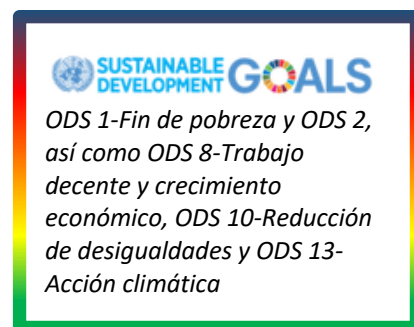 SUSTAINABLE
DEVELOPMENT GOALS
ODS 1-Fin de pobreza y ODS 2,
así como ODS 8-Trabajo
decente y crecimiento
económico, ODS 10-Reducción
de desigualdades y ODS 13-
Acción climática